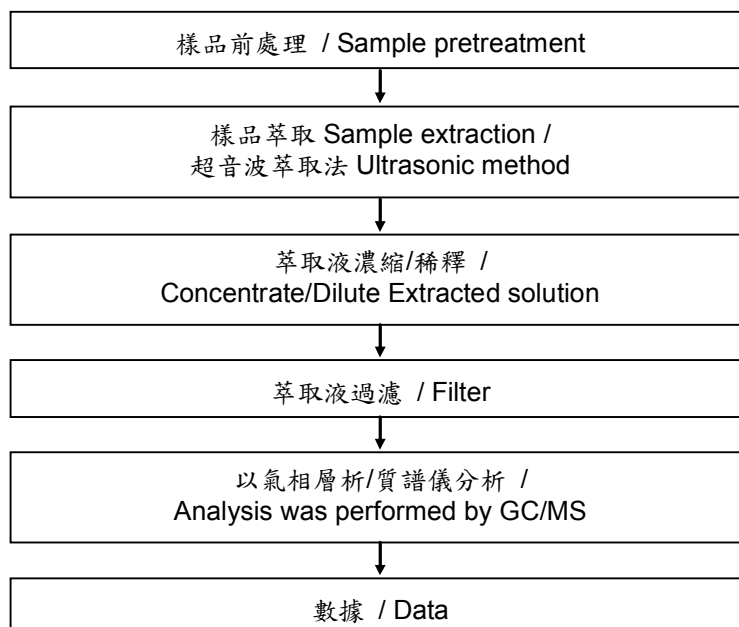 樣品前處理 / Sample pretreatment
樣品萃取 Sample extraction /
超音波萃取法 Ultrasonic method
萃取液濃縮/稀釋 /
Concentrate/Dilute Extracted solution
萃取液過濾 / Filter
以氣相層析/質譜儀分析 /
Analysis was performed by GC/MS
數據 / Data